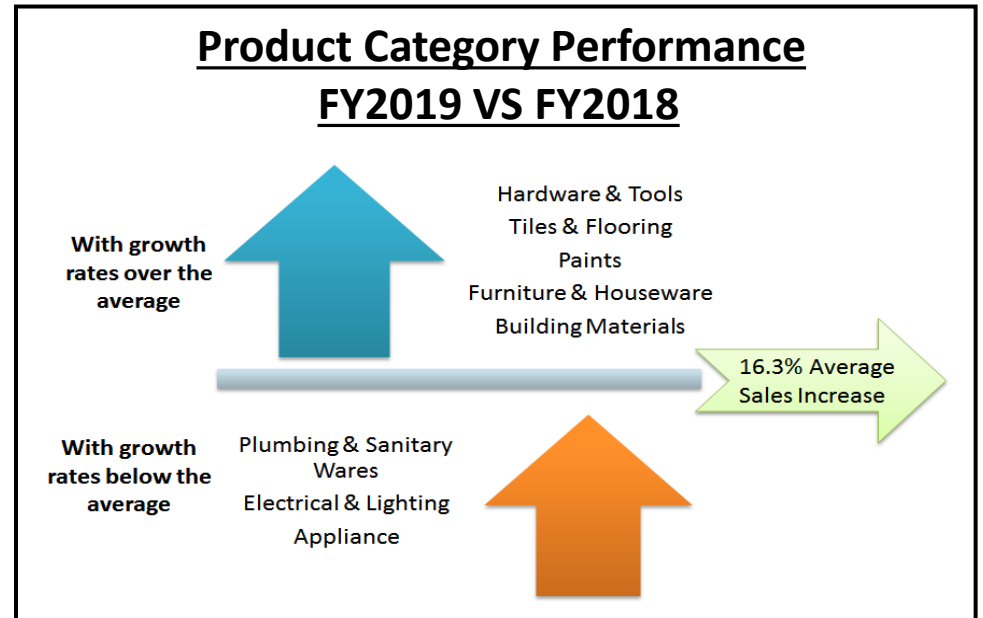 Product Category Performance
FY2019 VS FY2018
With growth
rates over the
average
Hardware & Tools
Tiles & Flooring
Paints
Furniture & Houseware
Building Materials
16.3% Average
Sales Increase
With growth
rates below the
average
Plumbing & Sanitary
Wares
Electrical & Lighting
Appliance